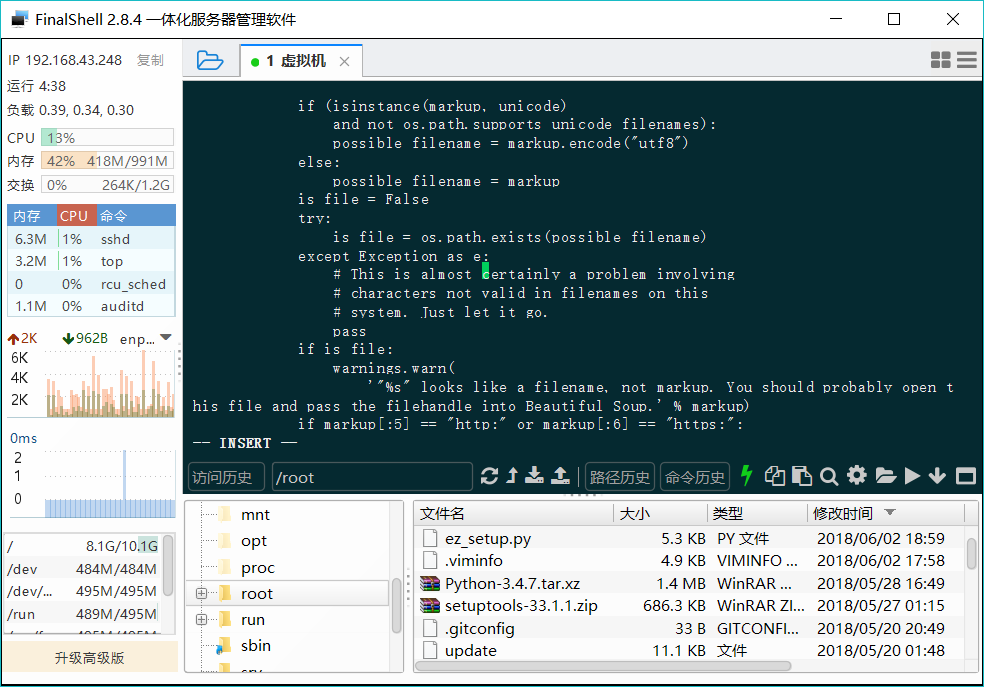 FinalShell 2.8.4 一体化服务器管理软件
IP 192.168.43.248 复制
运行 4:38
负载 0.39, 0.34, 0.30
CPU 13%
内存 42% 418M/991M
交换 0% 264K/1.2G
内存 CPU 命令
6.3M 1% sshd
3.2M 1% top
0 0% rcu_sched
1.1M 0% auditd
2K 962B enp...
6K
4K
2K
0ms
2
1
0
/ 8.1G/10.1G
/dev 484M/484M
/dev/... 495M/495M
/run 489M/495M
升级高级版
1 虚拟机
if (isinstance(markup, unicode)
and not os.path.supports unicode filenames):
possible filename = markup.encode("utf8")
else:
possible filename = markup
is file = False
try:
is file = os.path.exists(possible filename)
except Exception as e:
# This is almost certainly a problem involving
# characters not valid in filenames on this
# system. Just let it go.
pass
if is file:
warnings.warn(
'"%s" looks like a filename, not markup. You should probably open t
his file and pass the filehandle into Beautiful Soup.' % markup)
if markup[:5] == "http:" or markup[:6] == "https:":
-- INSERT --
访问历史 /root 路径历史 命令历史
mnt
opt
proc
root
run
sbin
文件名 大小 类型 修改时间
ez_setup.py 5.3 KB PY 文件 2018/06/02 18:59
.viminfo 4.9 KB VIMINFO ... 2018/06/02 17:58
Python-3.4.7.tar.xz 1.4 MB WinRAR ... 2018/05/28 16:49
setuptools-33.1.1.zip 686.3 KB WinRAR ZI... 2018/05/27 01:15
.gitconfig 33 B GITCONFI... 2018/05/20 20:49
update 11.1 KB 文件 2018/05/20 01:48